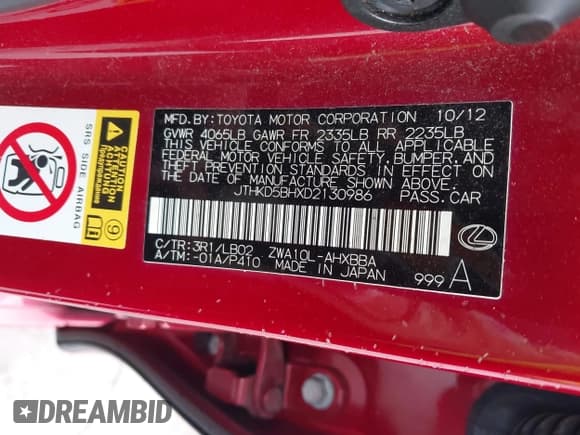 MFD. BY: TOYOTA MOTOR CORPORATION 10/12
GVWR 4065LB GAWR FR 2335LB RR 2235LB
THIS VEHICLE CONFORMS TO ALL APPLICABLE
FEDERAL MOTOR VEHICLE SAFETY, BUMPER, AND
THEFT PREVENTION STANDARDS IN EFFECT ON
THE DATE OF MANUFACTURE SHOWN ABOVE.
JTHKD5BHXD2130986 PASS.CAR
C/TR:3R1/LB02 ZWA10L-AHXBBA
A/TM:-01A/P410 MADE IN JAPAN
999 A
SRS SIDE AIRBAG
9
DREAMBID